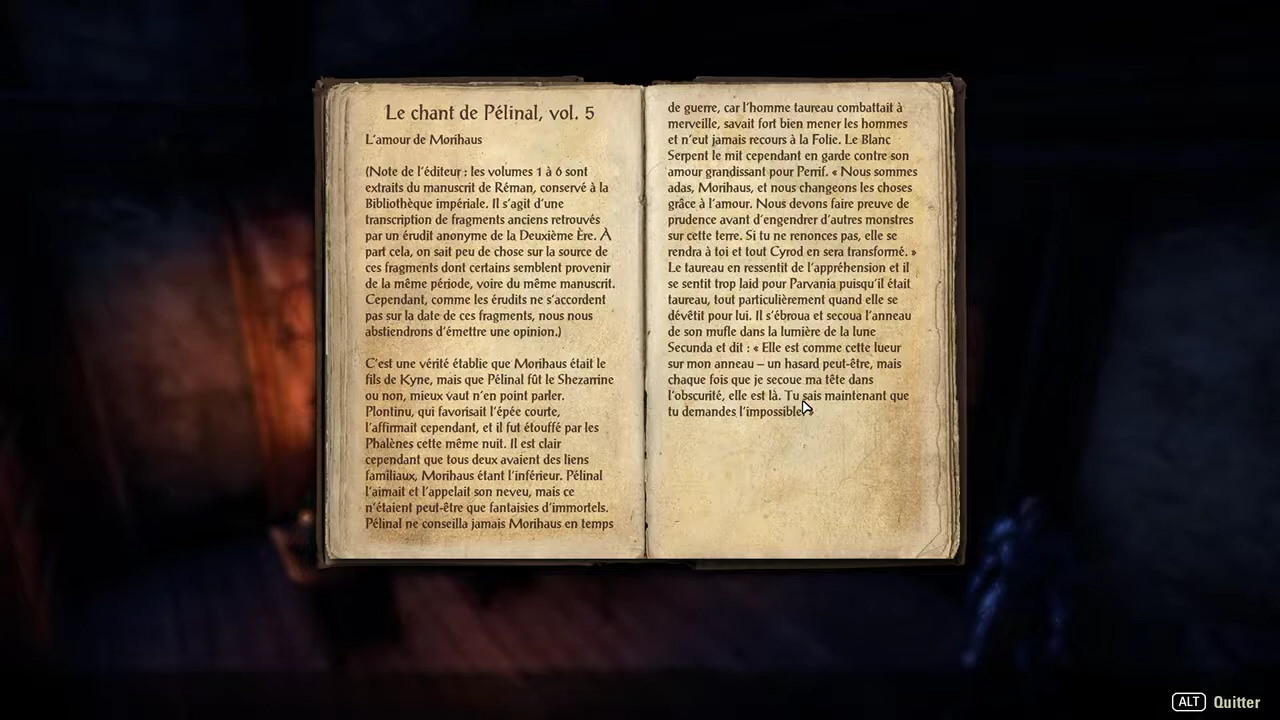 Le chant de Pélinal, vol. 5
L'amour de Morihaus
(Note de l'éditeur : les volumes 1 à 6 sont
extraits du manuscrit de Réman, conservé à la
Bibliothèque impériale. Il s'agit d'une
transcription de fragments anciens retrouvés
par un érudit anonyme de la Deuxième Ère. À
part cela, on sait peu de chose sur la source de
ces fragments dont certains semblent provenir
de la même période, voire du même manuscrit.
Cependant, comme les érudits ne s'accordent
pas sur la date de ces fragments, nous nous
abstiendrons d'émettre une opinion.)
C'est une vérité établie que Morihaus était le
fils de Kyne, mais que Pélinal fût le Shezarrine
ou non, mieux vaut n'en point parler.
Plontinu, qui favorisait l'épée courte,
l'affirmait cependant, et il fut étouffé par les
Phalènes cette même nuit. Il est clair
cependant que tous deux avaient des liens
familiaux, Morihaus étant l'inférieur. Pélinal
l'aimait et l'appelait son neveu, mais ce
n'étaient peut-être que fantaisies d'immortels.
Pélinal ne conseilla jamais Morihaus en temps
de guerre, car l'homme taureau combattait à
merveille, savait fort bien mener les hommes
et n'eut jamais recours à la Folie. Le Blanc
Serpent le mit cependant en garde contre son
amour grandissant pour Perrif. « Nous sommes
adas, Morihaus, et nous changeons les choses
grâce à l'amour. Nous devons faire preuve de
prudence avant d'engendrer d'autres monstres
sur cette terre. Si tu ne renonces pas, elle se
rendra à toi et tout Cyrod en sera transformé. »
Le taureau en ressentit de l'appréhension et il
se sentit trop laid pour Parvania puisqu'il était
taureau, tout particulièrement quand elle se
dévêtit pour lui. Il s'ébroua et secoua l'anneau
de son mufle dans la lumière de la lune
Secunda et dit : « Elle est comme cette lueur
sur mon anneau – un hasard peut-être, mais
chaque fois que je secoue ma tête dans
l'obscurité, elle est là. Tu sais maintenant que
tu demandes l'impossible. »
ALT Quitter